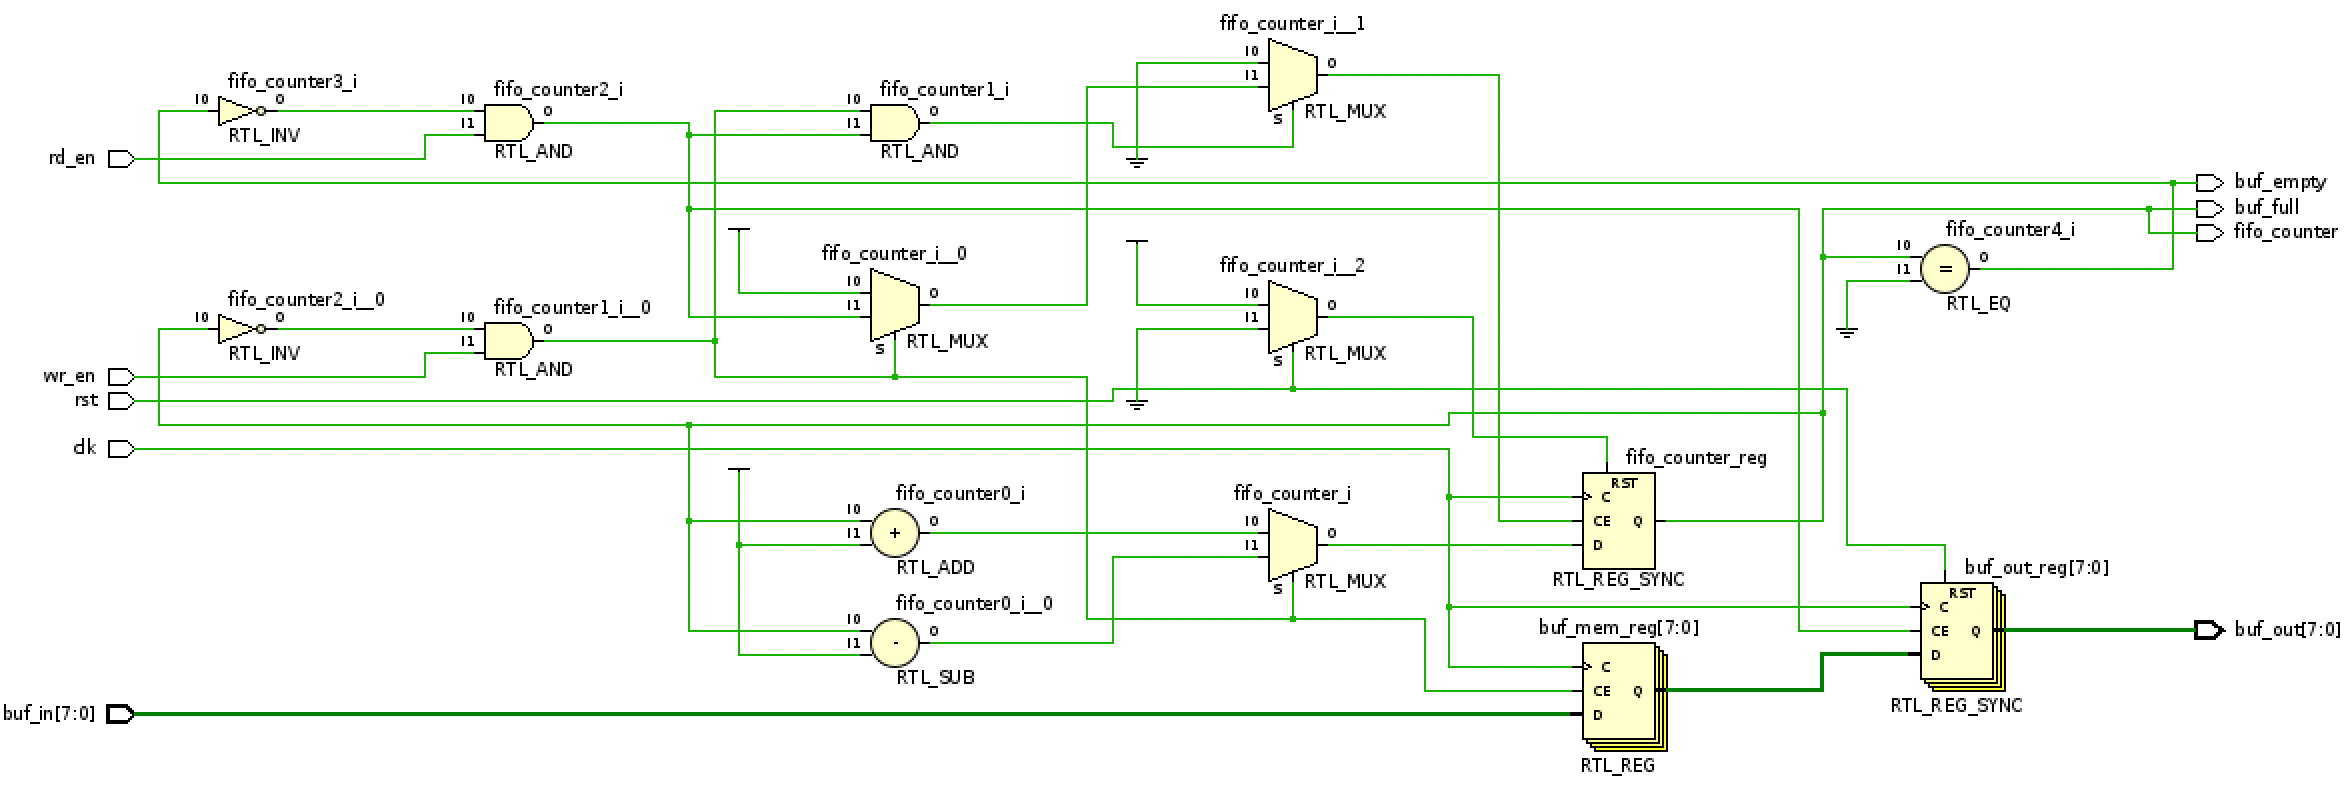 fifo_counter_i__1
I0
I1
O
S
RTL_MUX
fifo_counter3_i
I0
O
RTL_INV
fifo_counter2_i
I0
I1
O
RTL_AND
fifo_counter1_i
I0
I1
O
RTL_AND
rd_en
buf_empty
buf_full
fifo_counter
fifo_counter4_i
I0
I1
O
=
RTL_EQ
fifo_counter_i__0
I0
I1
O
S
RTL_MUX
fifo_counter_i__2
I0
I1
O
S
RTL_MUX
fifo_counter2_i__0
I0
O
RTL_INV
fifo_counter1_i__0
I0
I1
O
RTL_AND
wr_en
rst
clk
fifo_counter_reg
RST
C
CE
Q
D
RTL_REG_SYNC
fifo_counter0_i
I0
I1
O
+
RTL_ADD
fifo_counter_i
I0
I1
O
S
RTL_MUX
fifo_counter0_i__0
I0
I1
O
-
RTL_SUB
buf_out_reg[7:0]
RST
C
CE
Q
D
RTL_REG_SYNC
buf_out[7:0]
buf_mem_reg[7:0]
C
CE
Q
D
RTL_REG
buf_in[7:0]